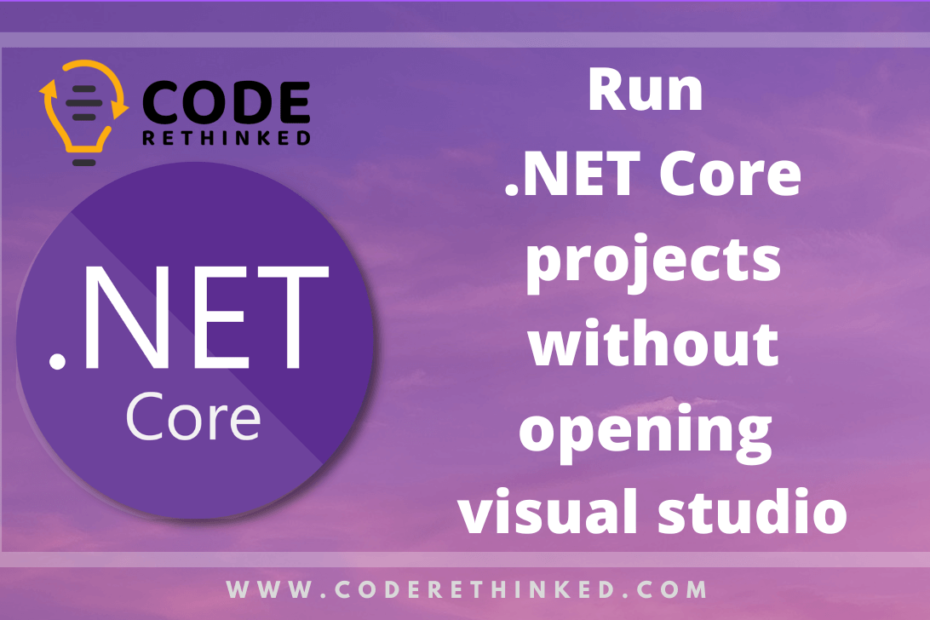 CODE
RETHINKED
.NET
Core
Run
.NET Core
projects
without
opening
visual studio
WWW.CODERETHINKED.COM